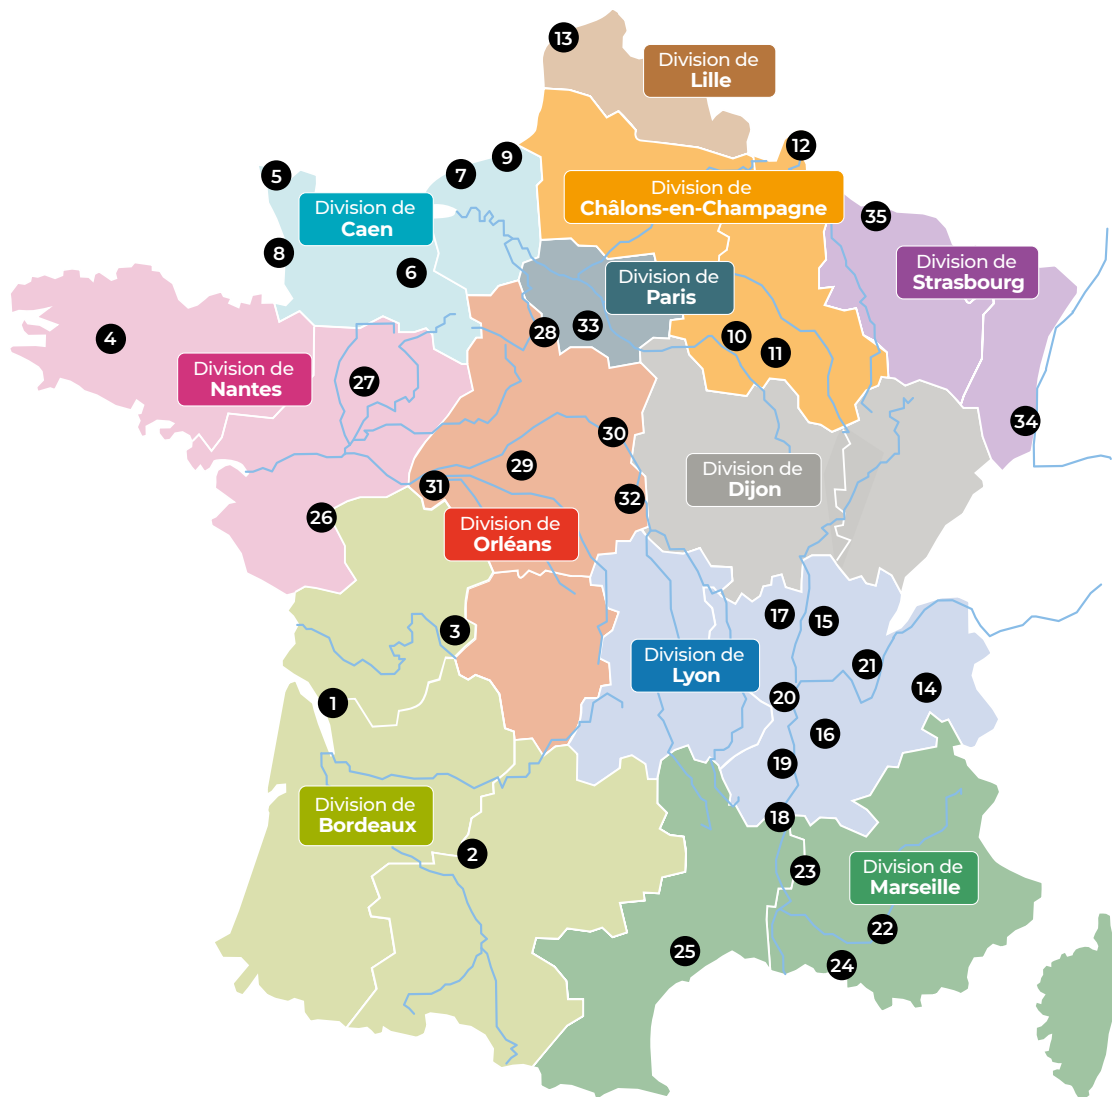 13
Division de
Lille
12
9
7
5
Division de
Châlons-en-Champagne
Division de
Caen
35
8
6
Division de
Strasbourg
Division de
Paris
4
28
33
10
11
Division de
Nantes
27
34
30
29
Division de
Dijon
31
32
26
Division de
Orléans
3
17
15
Division de
Lyon
21
14
1
20
16
19
Division de
Bordeaux
18
2
23
Division de
Marseille
22
25
24